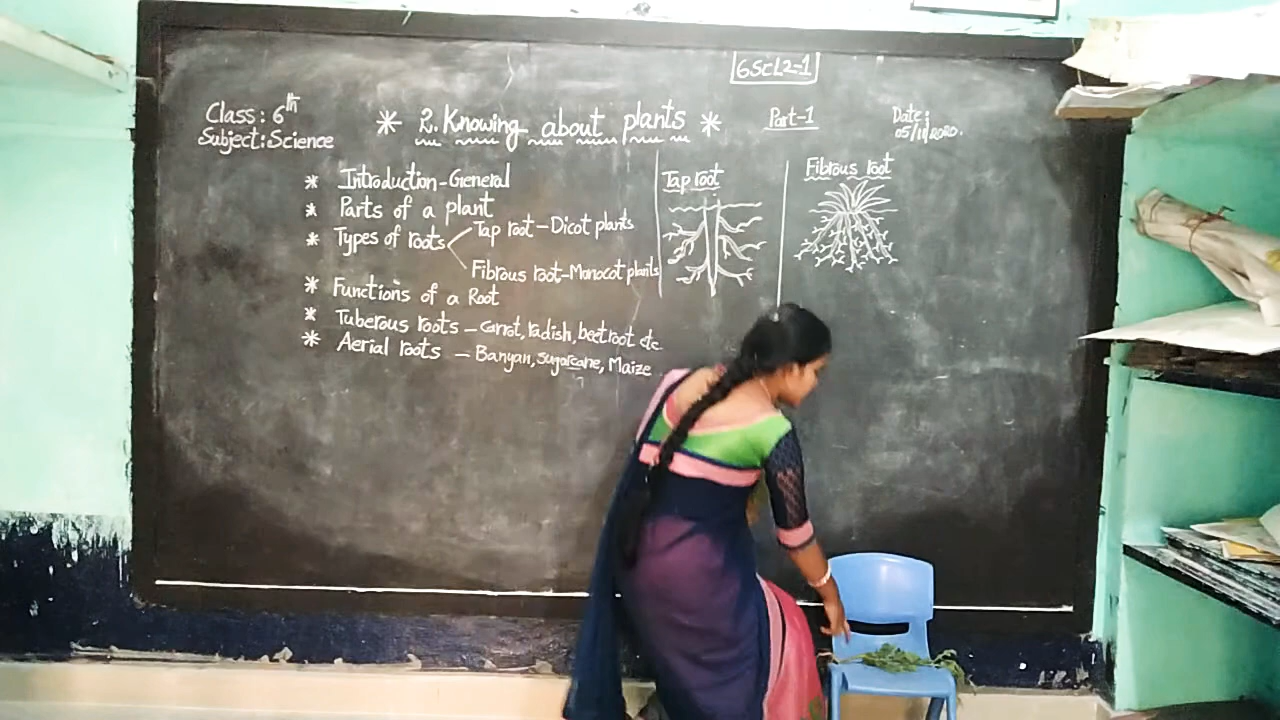 6ScL2-1
Class: 6th
Subject: Science
* 2. Knowing about plants *
Part-1
Date:
05/11/2020.
* Introduction-General
* Parts of a plant
* Types of roots
Tap root-Dicot plants
Fibrous root-Monocot plants
* Functions of a Root
* Tuberous roots - Carrot, radish, beetroot etc
* Aerial roots - Banyan, Sugarcane, Maize
Tap root
Fibrous root